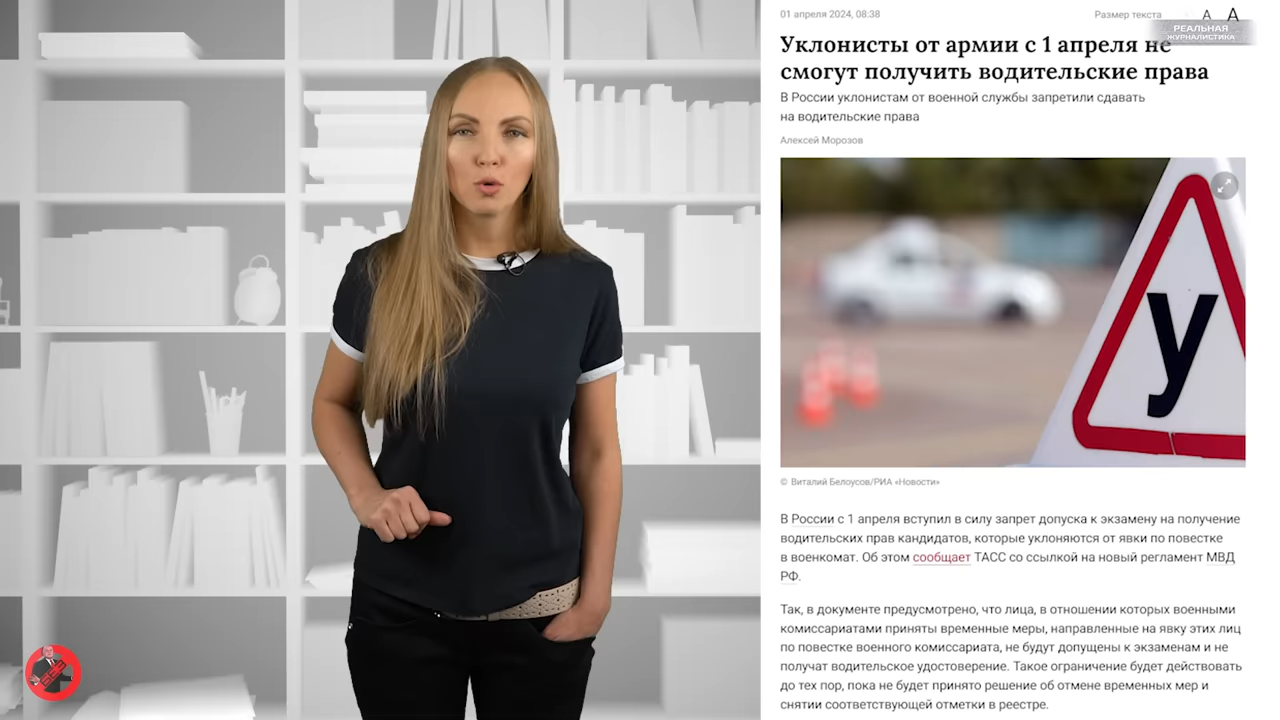 01 апреля 2024, 08:38
Размер текста А А
РЕАЛЬНАЯ
ЖУРНАЛИСТИКА
Уклонисты от армии с 1 апреля не
смогут получить водительские права
В России уклонистам от военной службы запретили сдавать
на водительские права
Алексей Морозов
У
© Виталий Белоусов/РИА «Новости»
В России с 1 апреля вступил в силу запрет допуска к экзамену на получение
водительских прав кандидатов, которые уклоняются от явки по повестке
в военкомат. Об этом сообщает ТАСС со ссылкой на новый регламент МВД
РФ.
Так, в документе предусмотрено, что лица, в отношении которых военными
комиссариатами приняты временные меры, направленные на явку этих лиц
по повестке военного комиссариата, не будут допущены к экзаменам и не
получат водительское удостоверение. Такое ограничение будет действовать
до тех пор, пока не будет принято решение об отмене временных мер и
снятии соответствующей отметки в реестре.